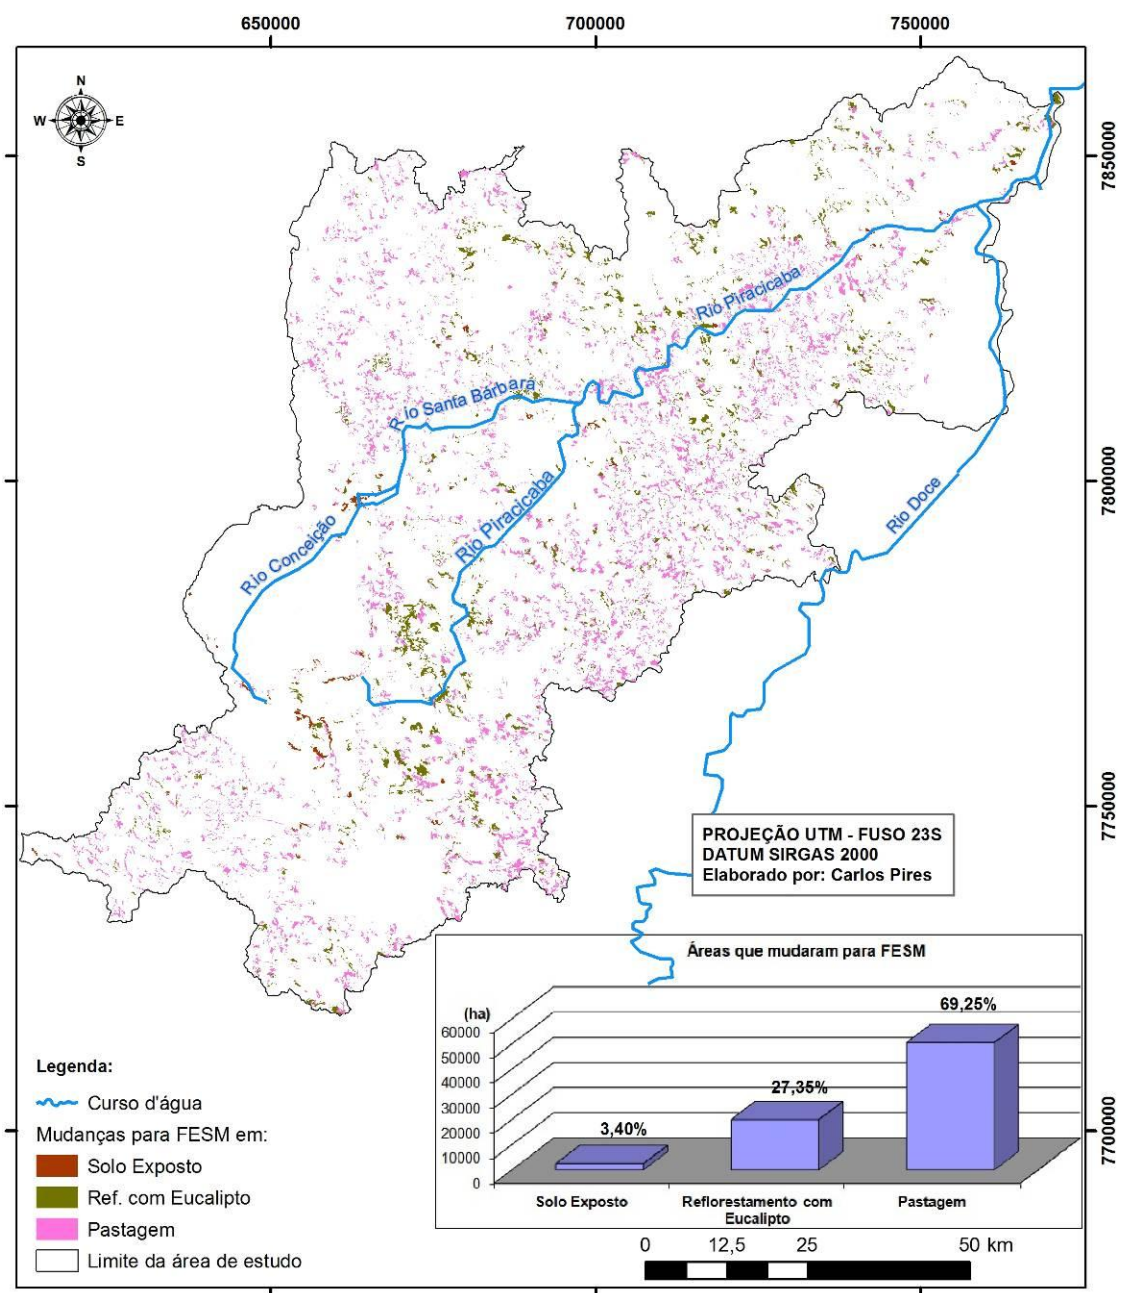 650000
700000
750000
N
W
E
S
7850000
7800000
7750000
7700000
Rio Piracicaba
Rio Santa Bárbara
Rio Piracicaba
Rio Conceição
Rio Doce
PROJEÇÃO UTM - FUSO 23S
DATUM SIRGAS 2000
Elaborado por: Carlos Pires
Áreas que mudaram para FESM
(ha)
60000
50000
40000
30000
20000
10000
0
3,40%
27,35%
69,25%
Solo Exposto
Reflorestamento com
Eucalipto
Pastagem
Legenda:
Curso d'água
Mudanças para FESM em:
Solo Exposto
Ref. com Eucalipto
Pastagem
Limite da área de estudo
0 12,5 25 50 km